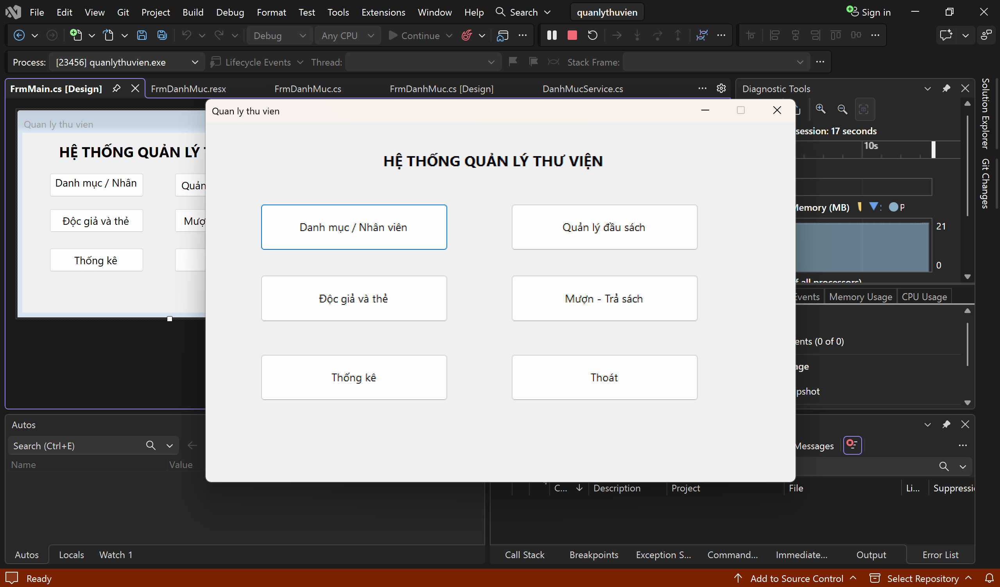 File Edit View Git Project Build Debug Format Test Tools Extensions Window Help Search quanlythuvien Sign in
Debug Any CPU Continue
Process: [23456] quanlythuvien.exe Lifecycle Events Thread: Stack Frame:
FrmMain.cs [Design] FrmDanhMuc.resx FrmDanhMuc.cs FrmDanhMuc.cs [Design] DanhMucService.cs
Diagnostic Tools
Solution Explorer
Git Changes
Quan ly thu vien
HỆ THỐNG QUẢN LÝ
Danh mục / Nhân
Quản
Độc giả và thẻ
Mượ
Thống kê
Quan ly thu vien
HỆ THỐNG QUẢN LÝ THƯ VIỆN
Danh mục / Nhân viên
Quản lý đầu sách
Độc giả và thẻ
Mượn - Trả sách
Thống kê
Thoát
session: 17 seconds
10s
Memory (MB) P
21
0
f all processors)
Events Memory Usage CPU Usage
ents (0 of 0)
age
pshot
Autos
Search (Ctrl+E)
Name Value
Messages
C... Description Project File Li... Suppressi
Autos Locals Watch 1
Call Stack Breakpoints Exception S... Command... Immediate... Output Error List
Ready
Add to Source Control Select Repository